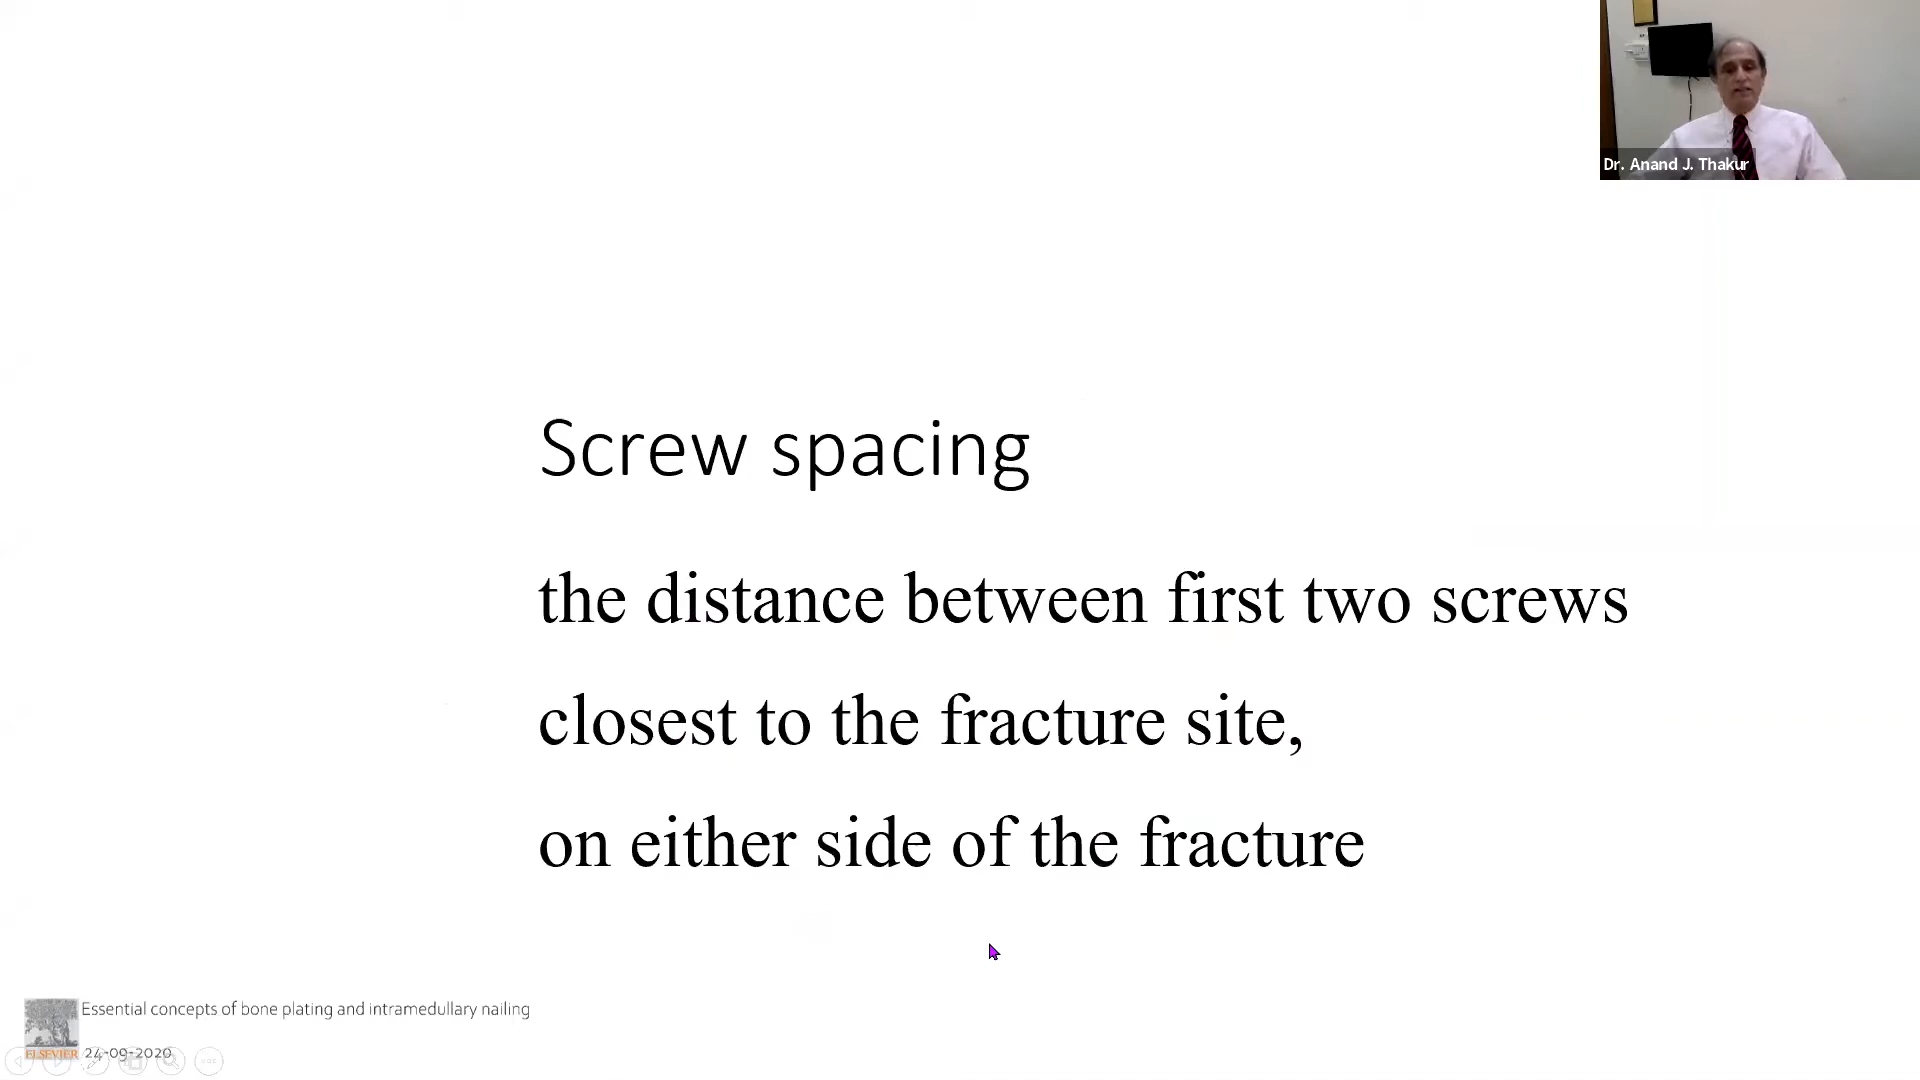 Dr. Anand J. Thakur
Screw spacing
the distance between first two screws
closest to the fracture site,
on either side of the fracture
Essential concepts of bone plating and intramedullary nailing
ELSEVIER
24-09-2020